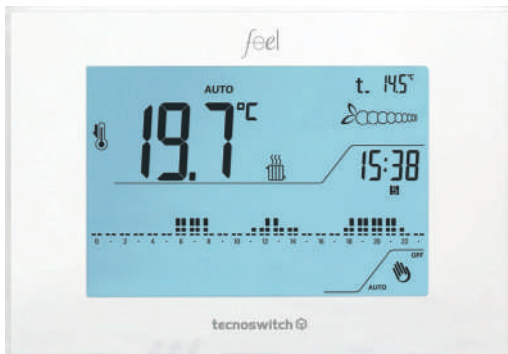 feel
AUTO
t- 14.5°C
19.7°C
15:38
5
0 - 2 - 4 - 6 - 8 - 10 - 12 - 14 - 16 - 18 - 20 - 22 -
OFF
AUTO
tecnoswitch